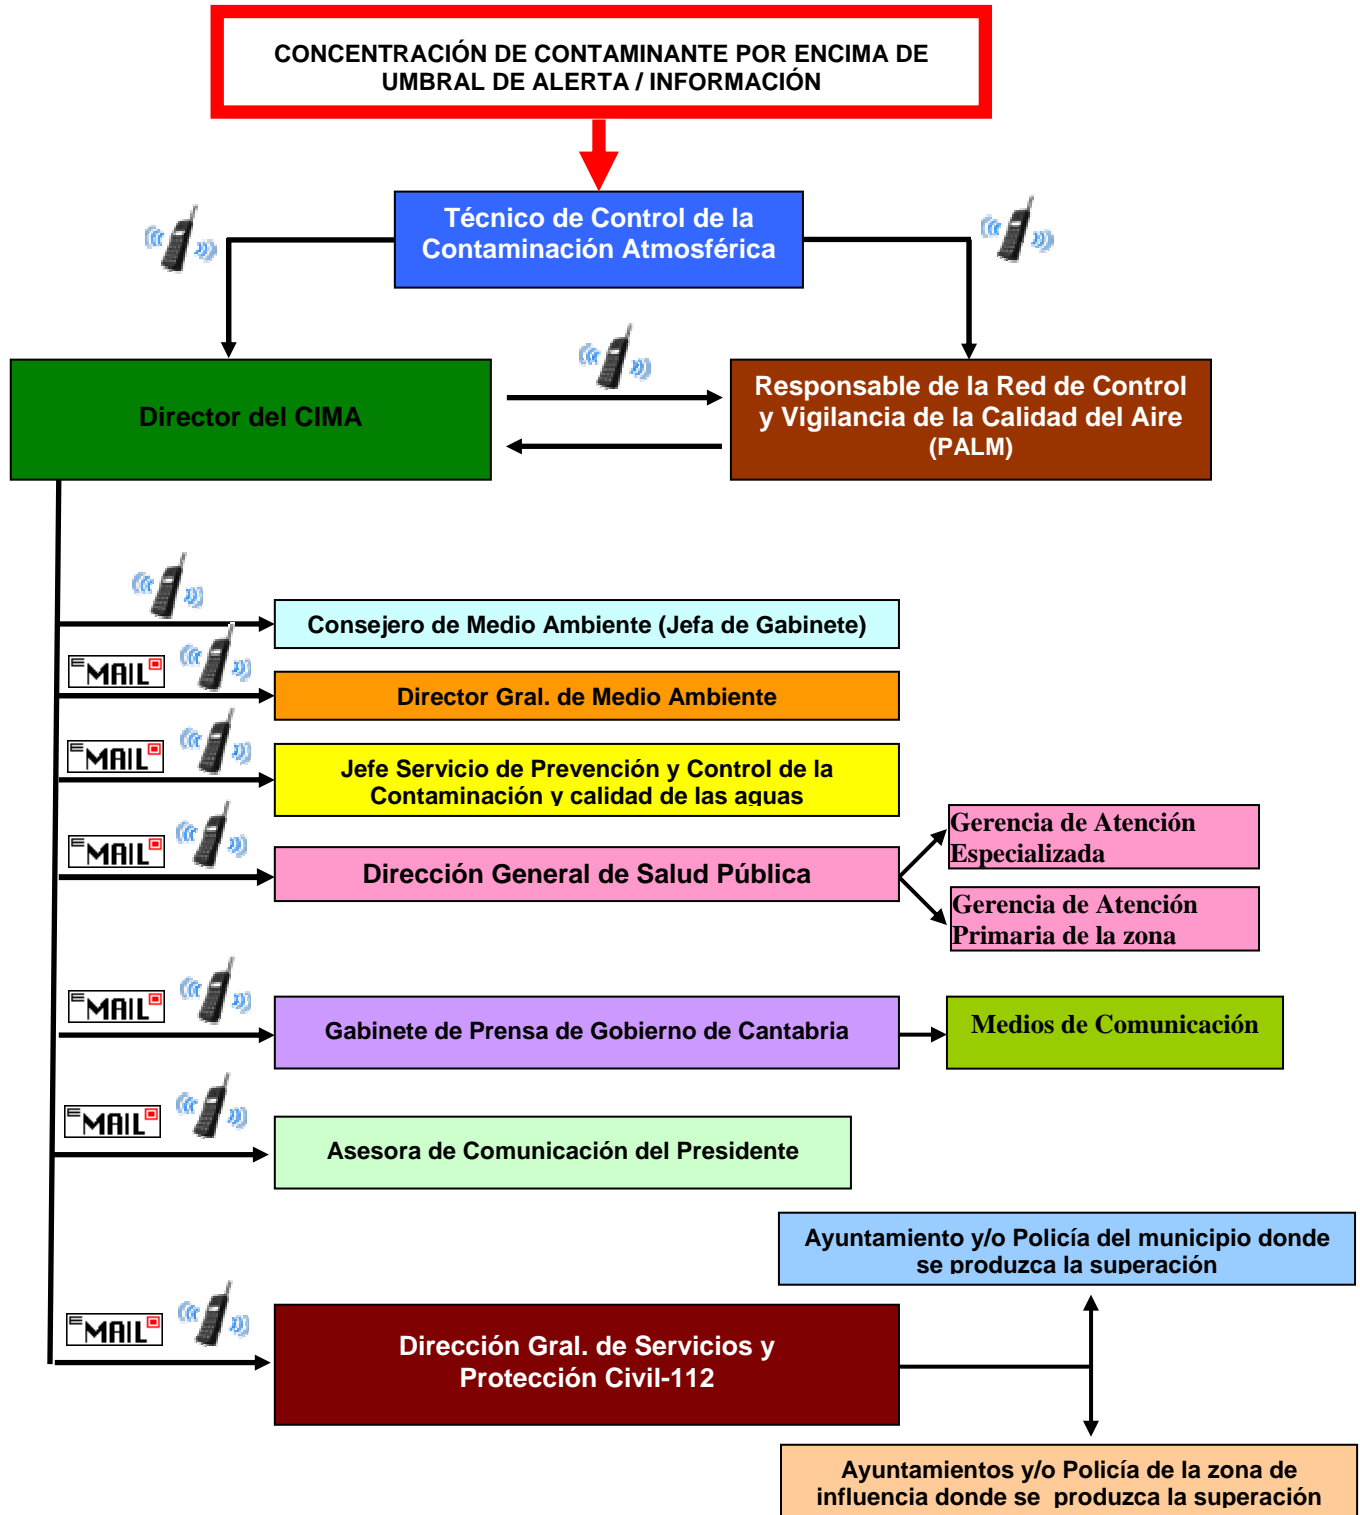 CONCENTRACIÓN DE CONTAMINANTE POR ENCIMA DE
UMBRAL DE ALERTA / INFORMACIÓN
Técnico de Control de la
Contaminación Atmosférica
Director del CIMA
Responsable de la Red de Control
y Vigilancia de la Calidad del Aire
(PALM)
Consejero de Medio Ambiente (Jefa de Gabinete)
EMAIL
Director Gral. de Medio Ambiente
EMAIL
Jefe Servicio de Prevención y Control de la
Contaminación y calidad de las aguas
EMAIL
Dirección General de Salud Pública
Gerencia de Atención
Especializada
Gerencia de Atención
Primaria de la zona
EMAIL
Gabinete de Prensa de Gobierno de Cantabria
Medios de Comunicación
EMAIL
Asesora de Comunicación del Presidente
Ayuntamiento y/o Policía del municipio donde
se produzca la superación
EMAIL
Dirección Gral. de Servicios y
Protección Civil-112
Ayuntamientos y/o Policía de la zona de
influencia donde se produzca la superación